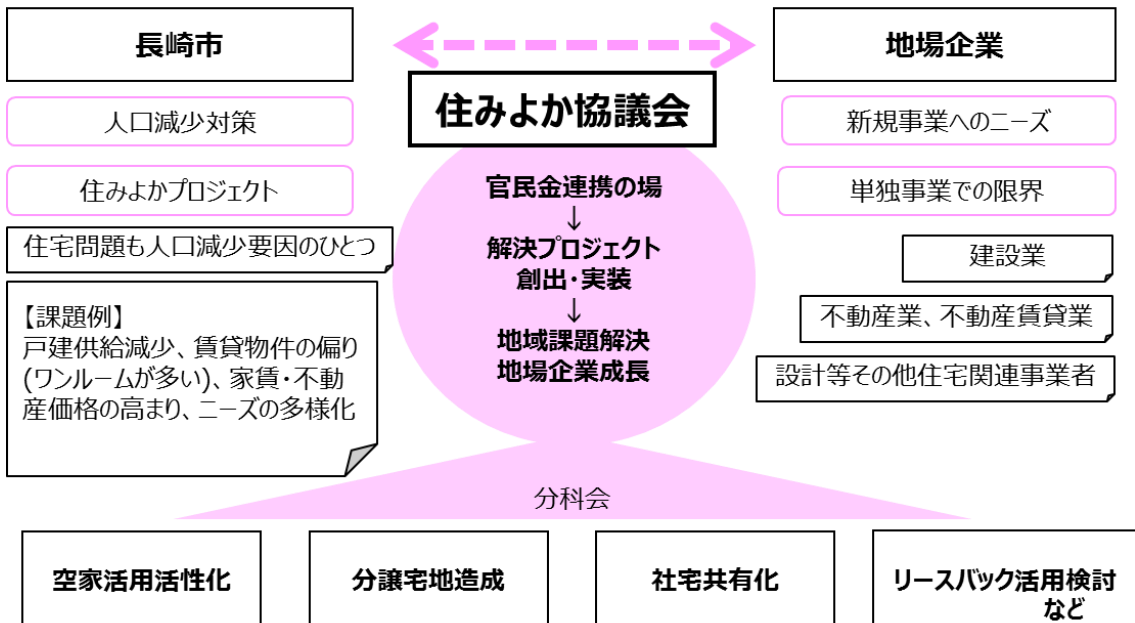 長崎市
地場企業
住みよか協議会
人口減少対策
新規事業へのニーズ
住みよかプロジェクト
単独事業での限界
官民金連携の場
↓
解決プロジェクト
創出・実装
↓
地域課題解決
地場企業成長
住宅問題も人口減少要因のひとつ
建設業
【課題例】
戸建供給減少、賃貸物件の偏り
(ワンルームが多い)、家賃・不動
産価格の高まり、ニーズの多様化
不動産業、不動産賃貸業
設計等その他住宅関連事業者
分科会
空家活用活性化
分譲宅地造成
社宅共有化
リースバック活用検討
など